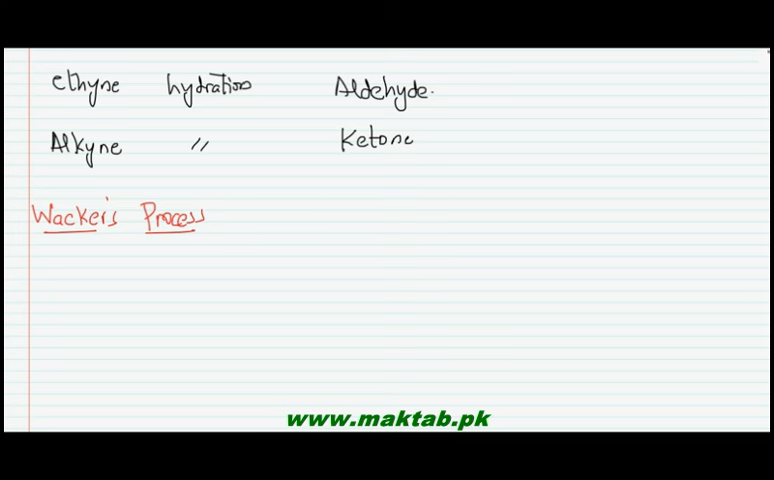 Ethyne hydration Aldehyde.
Alkyne " Ketone
Wacker's Process
www.maktab.pk